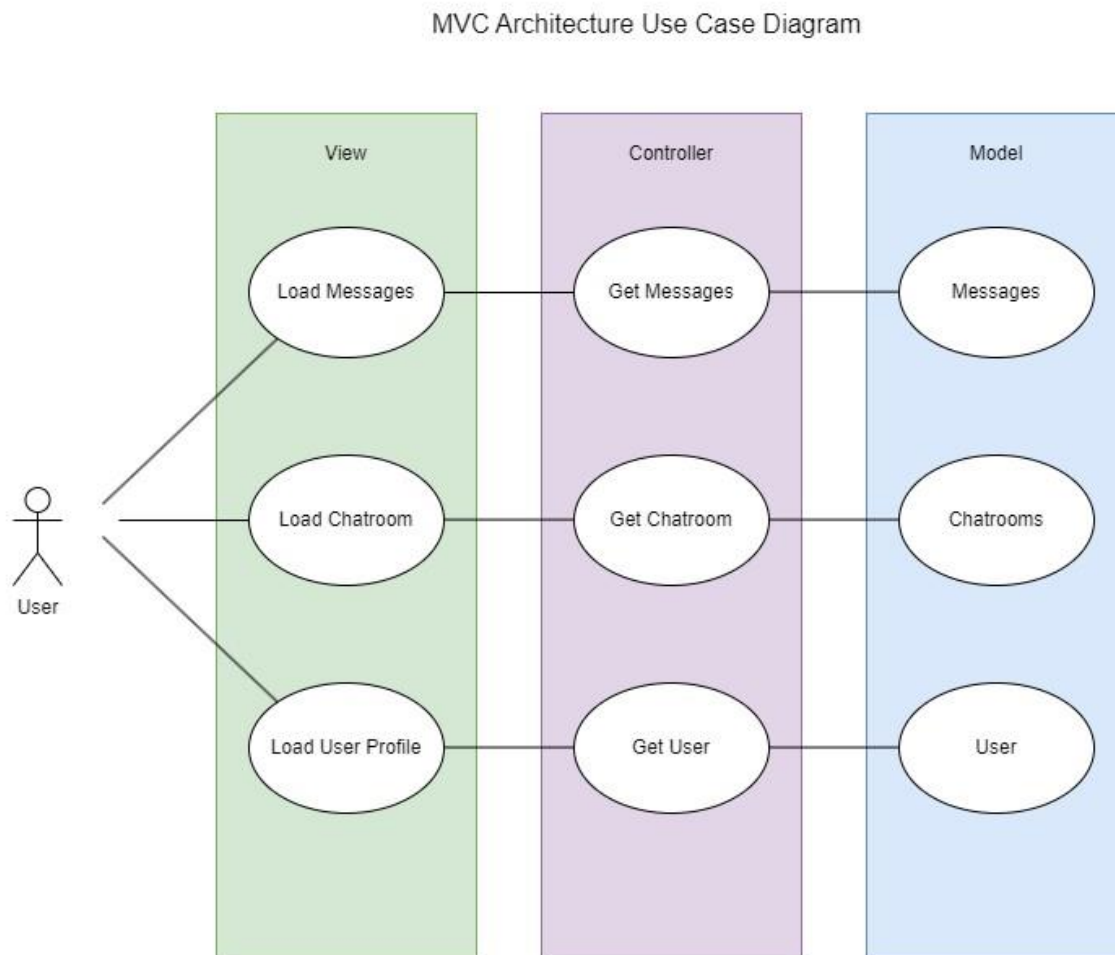 MVC Architecture Use Case Diagram
View
Controller
Model
Load Messages
Get Messages
Messages
Load Chatroom
Get Chatroom
Chatrooms
User
Load User Profile
Get User
User